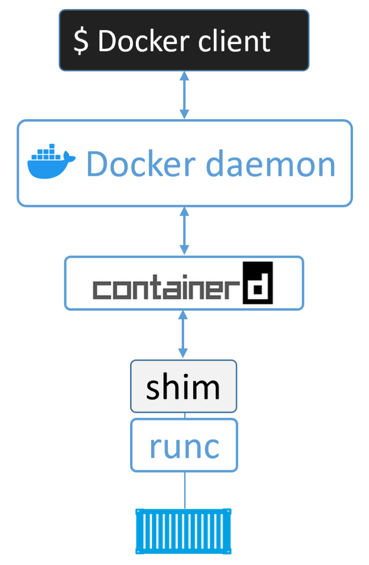 $ Docker client
Docker daemon
containerd
shim
runc